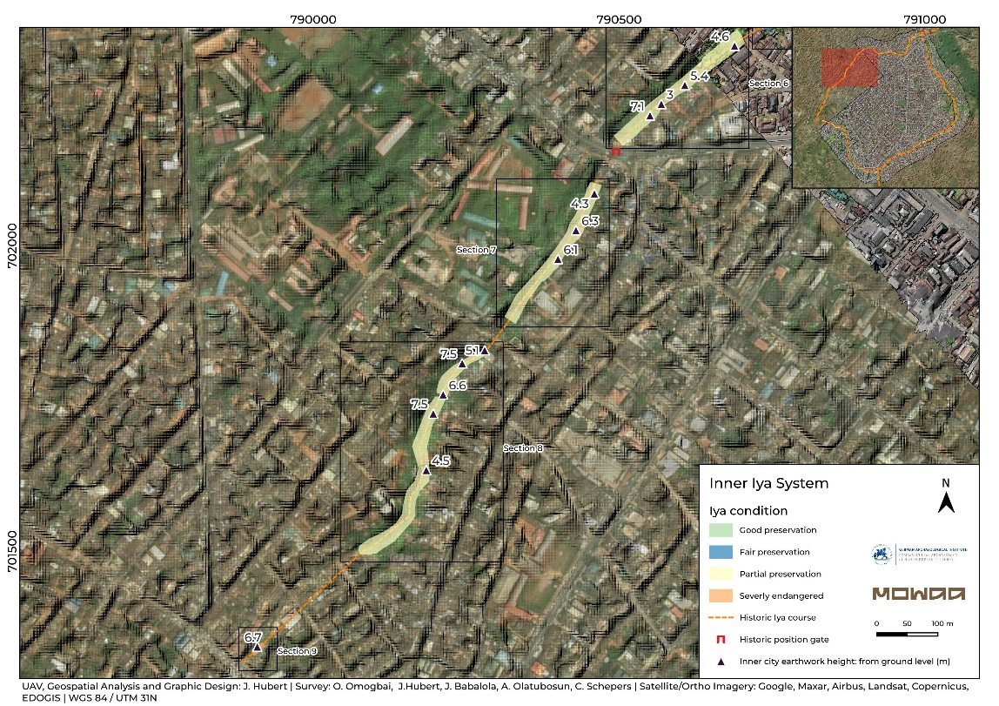 790000
790500
791000
702000
701500
4.6
5.4
3
7.1
Section 6
4.3
6.3
6.1
Section 7
7.5
5.1
6.6
7.5
4.5
Section 8
6.7
Section 9
Inner Iya System
N
Iya condition
Good preservation
Fair preservation
Partial preservation
Severly endangered
Historic Iya course
Historic position gate
Inner city earthwork height: from ground level (m)
GERMAN ARCHAEOLOGICAL INSTITUTE
MOWAA
0 50 100 m
UAV, Geospatial Analysis and Graphic Design: J. Hubert | Survey: O. Omogbai, J.Hubert, J. Babalola, A. Olatubosun, C. Schepers | Satellite/Ortho Imagery: Google, Maxar, Airbus, Landsat, Copernicus,
EDOGIS | WGS 84 / UTM 31N